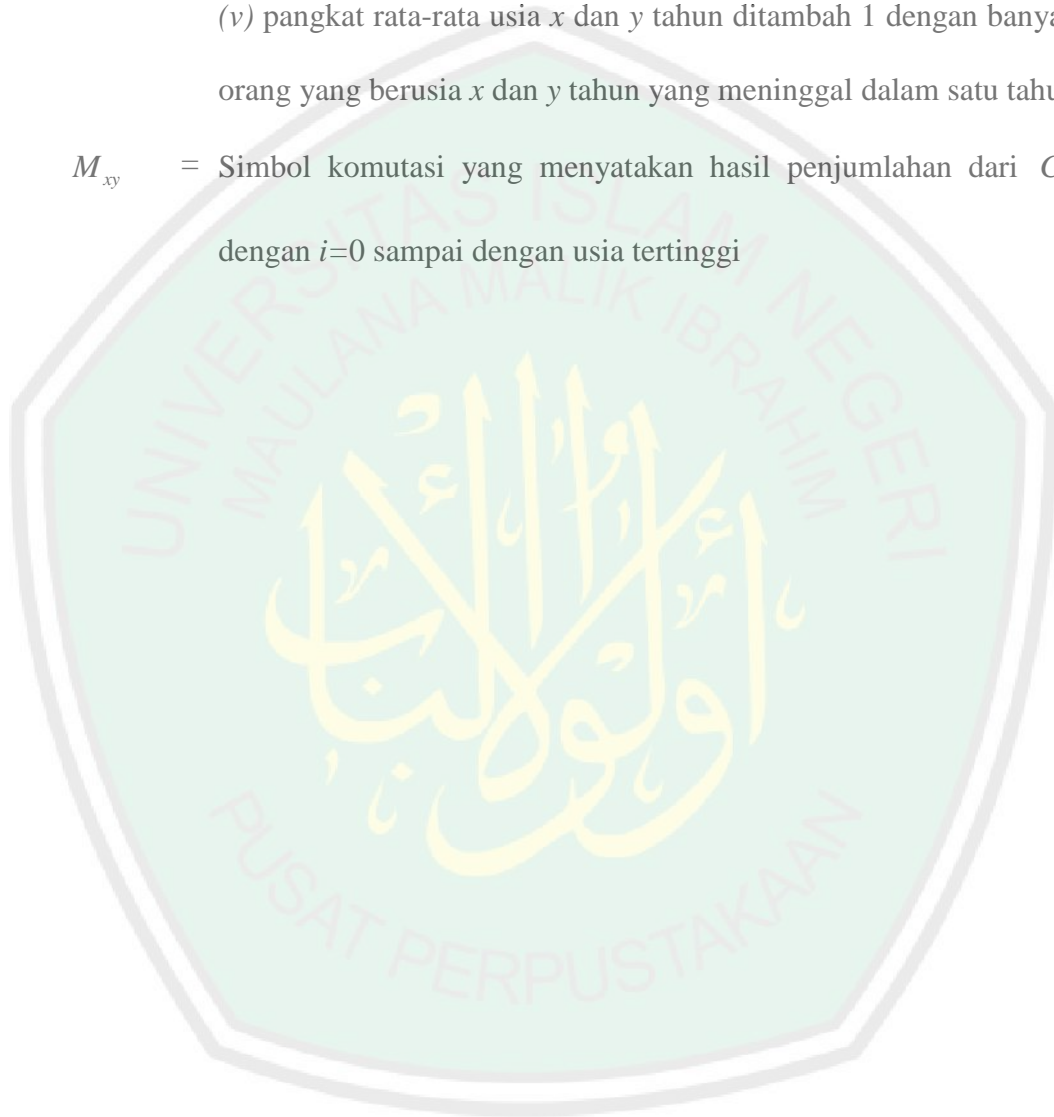 (v) pangkat rata-rata usia x dan y tahun ditambah 1 dengan
orang yang berusia x dan y tahun yang meninggal dalam satu
M_xy = Simbol komutasi yang menyatakan hasil penjumlahan dari
dengan i=0 sampai dengan usia tertinggi
UNIVERSITAS ISLAM NEGERI
MAULANA MALIK IBRAHIM
PUSAT PERPUSTAKAAN